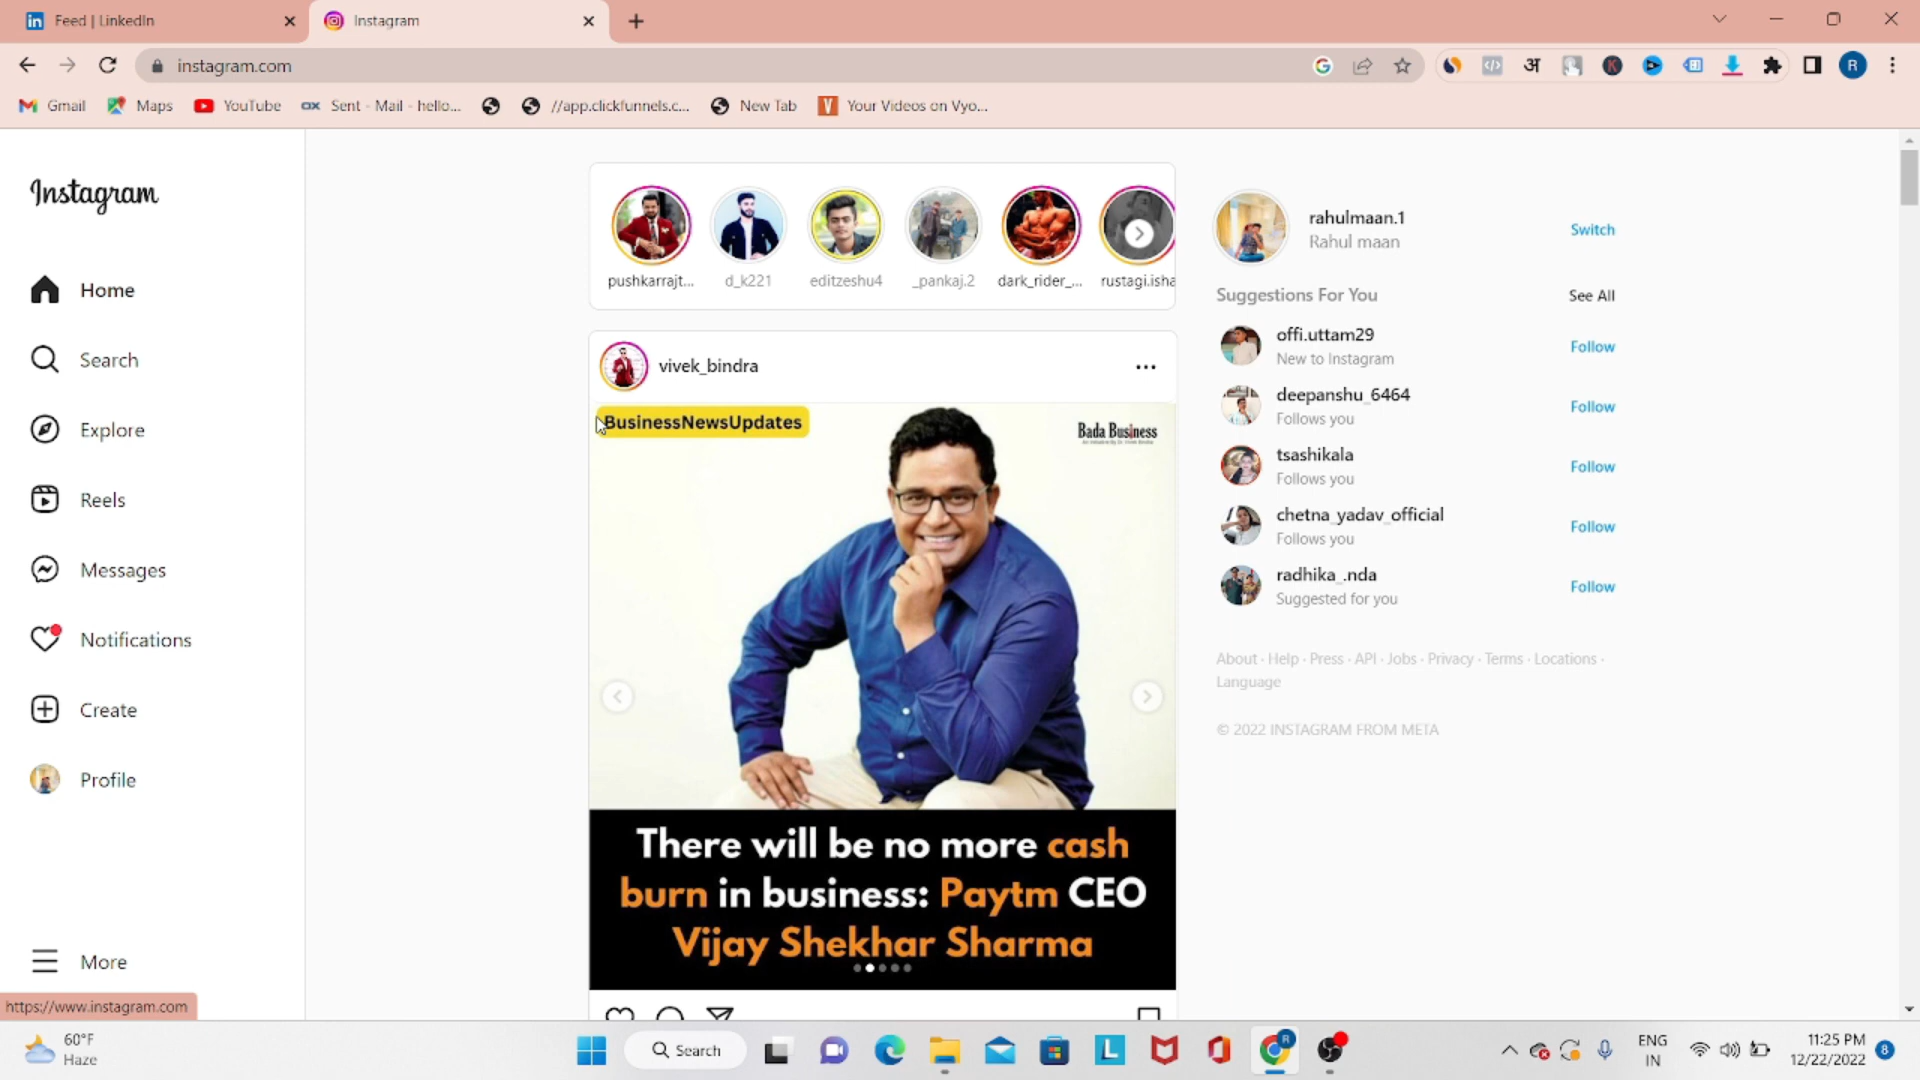 Feed | LinkedIn
Instagram
instagram.com
Gmail
Maps
YouTube
Sent - Mail - hello...
//app.clickfunnels.c...
New Tab
Your Videos on Vyo...
Instagram
Home
Search
Explore
Reels
Messages
Notifications
Create
Profile
More
https://www.instagram.com
pushkarrajt...
d_k221
editzeshu4
_pankaj.2
dark_rider_...
rustagi.isha
vivek_bindra
BusinessNewsUpdates
Bada Business
There will be no more cash
burn in business: Paytm CEO
Vijay Shekhar Sharma
rahulmaan.1
Rahul maan
Switch
Suggestions For You
See All
offi.uttam29
New to Instagram
Follow
deepanshu_6464
Follows you
Follow
tsashikala
Follows you
Follow
chetna_yadav_official
Follows you
Follow
radhika_.nda
Suggested for you
Follow
About · Help · Press · API · Jobs · Privacy · Terms · Locations ·
Language
© 2022 INSTAGRAM FROM META
60°F
Haze
Search
ENG
IN
11:25 PM
12/22/2022
8